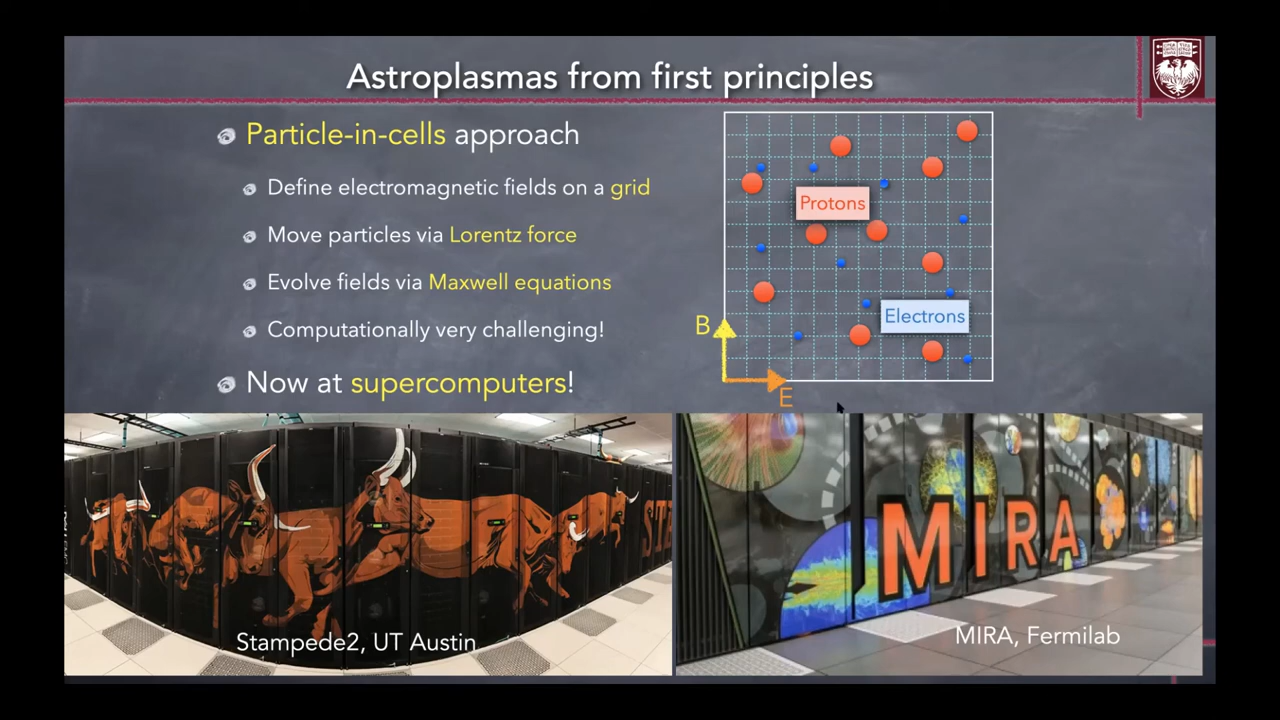 Astroplasmas from first principles
Particle-in-cells approach
Define electromagnetic fields on a grid
Move particles via Lorentz force
Evolve fields via Maxwell equations
Computationally very challenging!
Now at supercomputers!
Protons
Electrons
B
E
MIRA
Stampede2, UT Austin
MIRA, Fermilab